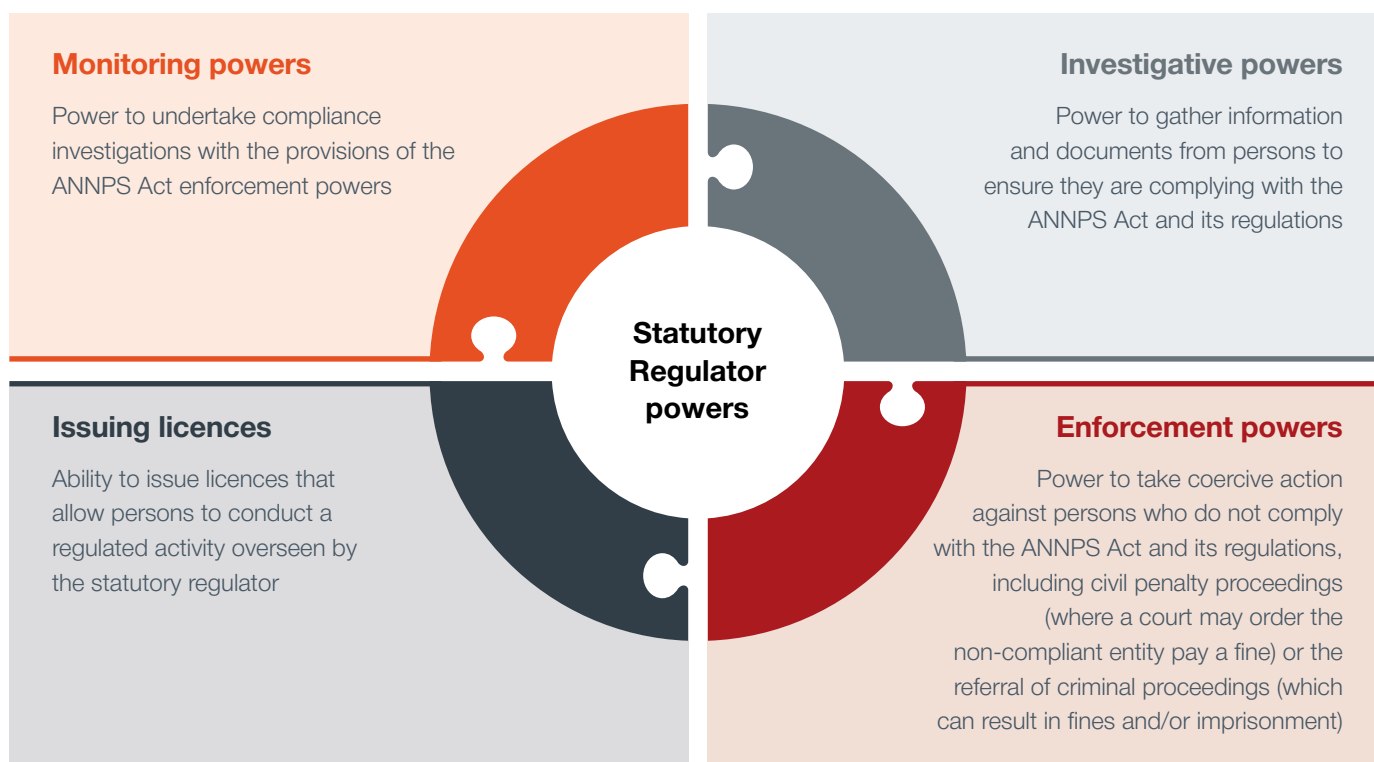 Monitoring powers
Power to undertake compliance
investigations with the provisions of the
ANNPS Act enforcement powers
Investigative powers
Power to gather information
and documents from persons to
ensure they are complying with the
ANNPS Act and its regulations
Statutory
Regulator
powers
Issuing licences
Ability to issue licences that
allow persons to conduct a
regulated activity overseen by
the statutory regulator
Enforcement powers
Power to take coercive action
against persons who do not comply
with the ANNPS Act and its regulations,
including civil penalty proceedings
(where a court may order the
non-compliant entity pay a fine) or the
referral of criminal proceedings (which
can result in fines and/or imprisonment)